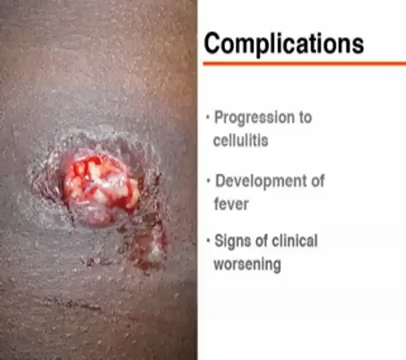 Complications
· Progression to
cellulitis
· Development of
fever
· Signs of clinical
worsening